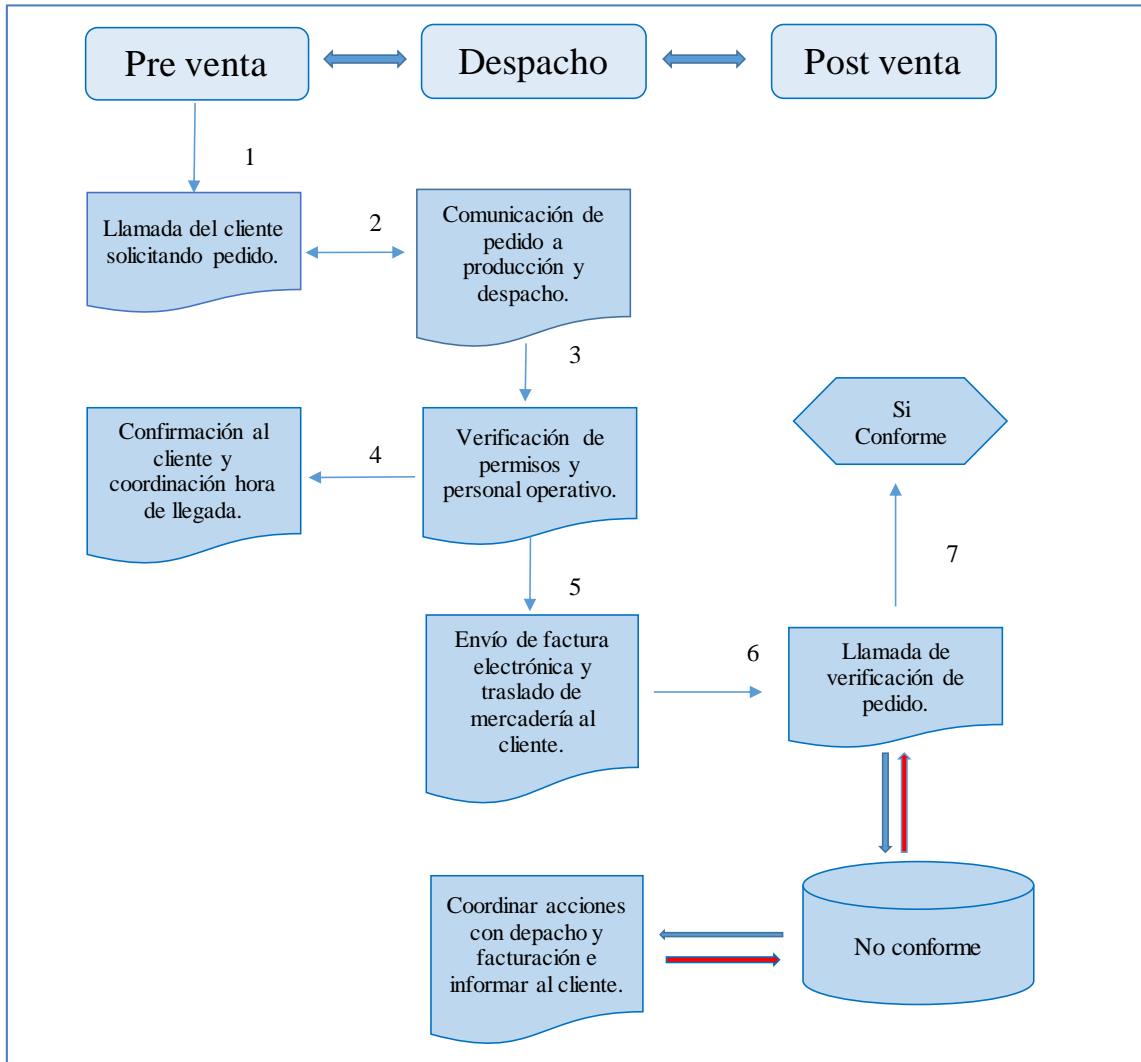 Pre venta
Despacho
Post venta
1
Llamada del cliente
solicitando pedido.
2
Comunicación de
pedido a
producción y
despacho.
3
Si
Conforme
Confirmación al
cliente y
coordinación hora
de llegada.
4
Verificación de
permisos y
personal operativo.
7
5
Envío de factura
electrónica y
traslado de
mercadería al
cliente.
6
Llamada de
verificación de
pedido.
Coordinar acciones
con depacho y
facturación e
informar al cliente.
No conforme